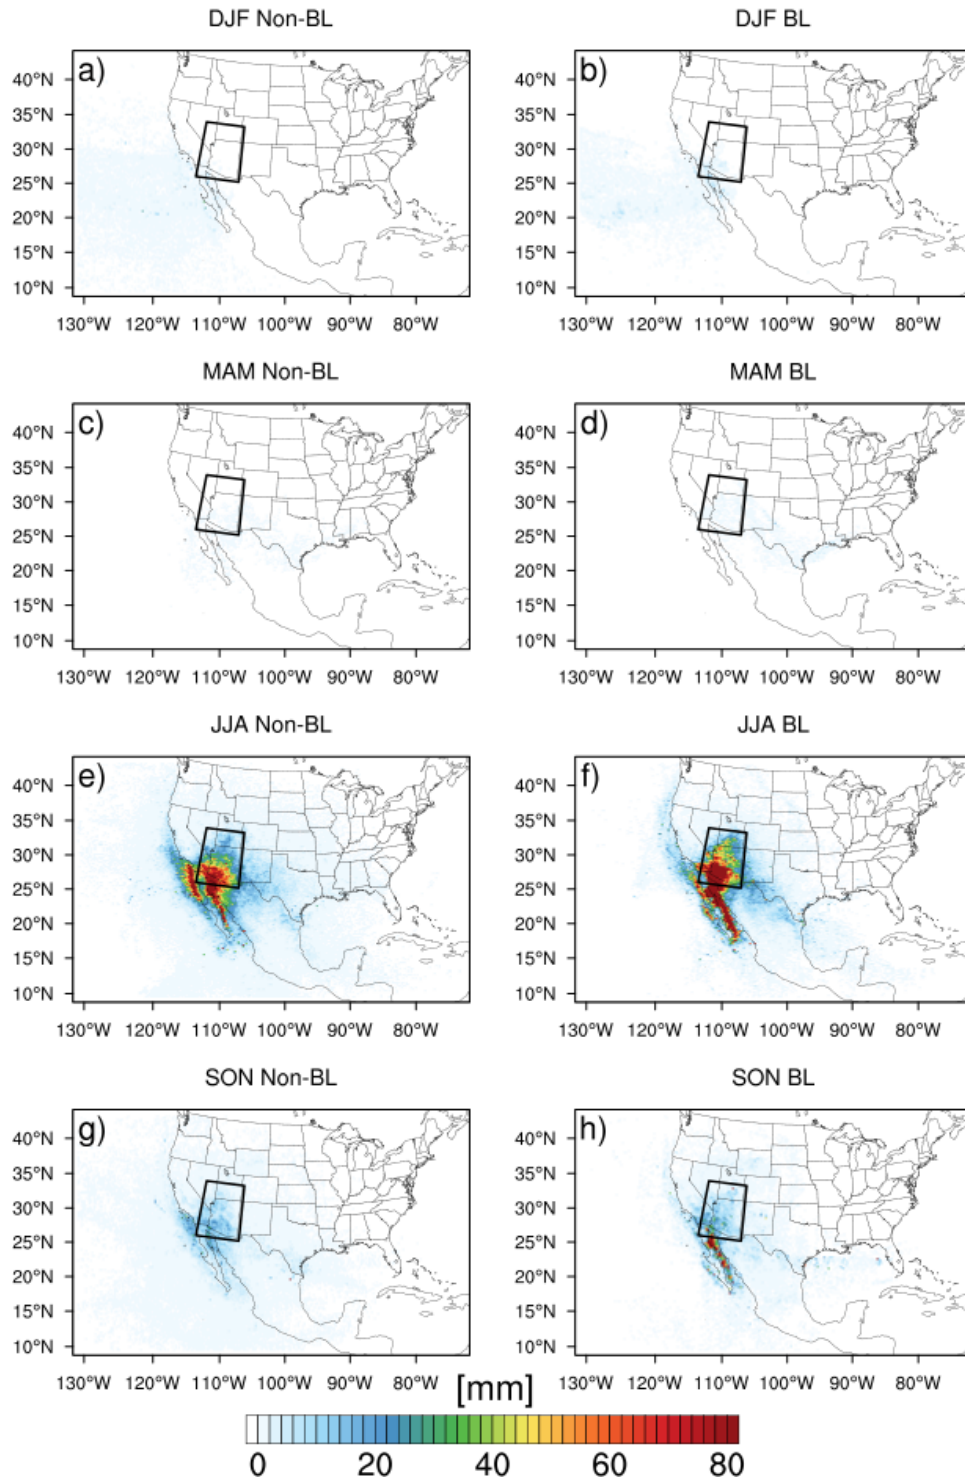 DJF Non-BL DJF BL
a) b)
40°N 40°N
35°N 35°N
30°N 30°N
25°N 25°N
20°N 20°N
15°N 15°N
10°N 10°N
130°W 120°W 110°W 100°W 90°W 80°W 130°W 120°W 110°W 100°W 90°W 80°W
MAM Non-BL MAM BL
c) d)
40°N 40°N
35°N 35°N
30°N 30°N
25°N 25°N
20°N 20°N
15°N 15°N
10°N 10°N
130°W 120°W 110°W 100°W 90°W 80°W 130°W 120°W 110°W 100°W 90°W 80°W
JJA Non-BL JJA BL
e) f)
40°N 40°N
35°N 35°N
30°N 30°N
25°N 25°N
20°N 20°N
15°N 15°N
10°N 10°N
130°W 120°W 110°W 100°W 90°W 80°W 130°W 120°W 110°W 100°W 90°W 80°W
SON Non-BL SON BL
g) h)
40°N 40°N
35°N 35°N
30°N 30°N
25°N 25°N
20°N 20°N
15°N 15°N
10°N 10°N
130°W 120°W 110°W 100°W 90°W 80°W 130°W 120°W 110°W 100°W 90°W 80°W
[mm]
0 20 40 60 80